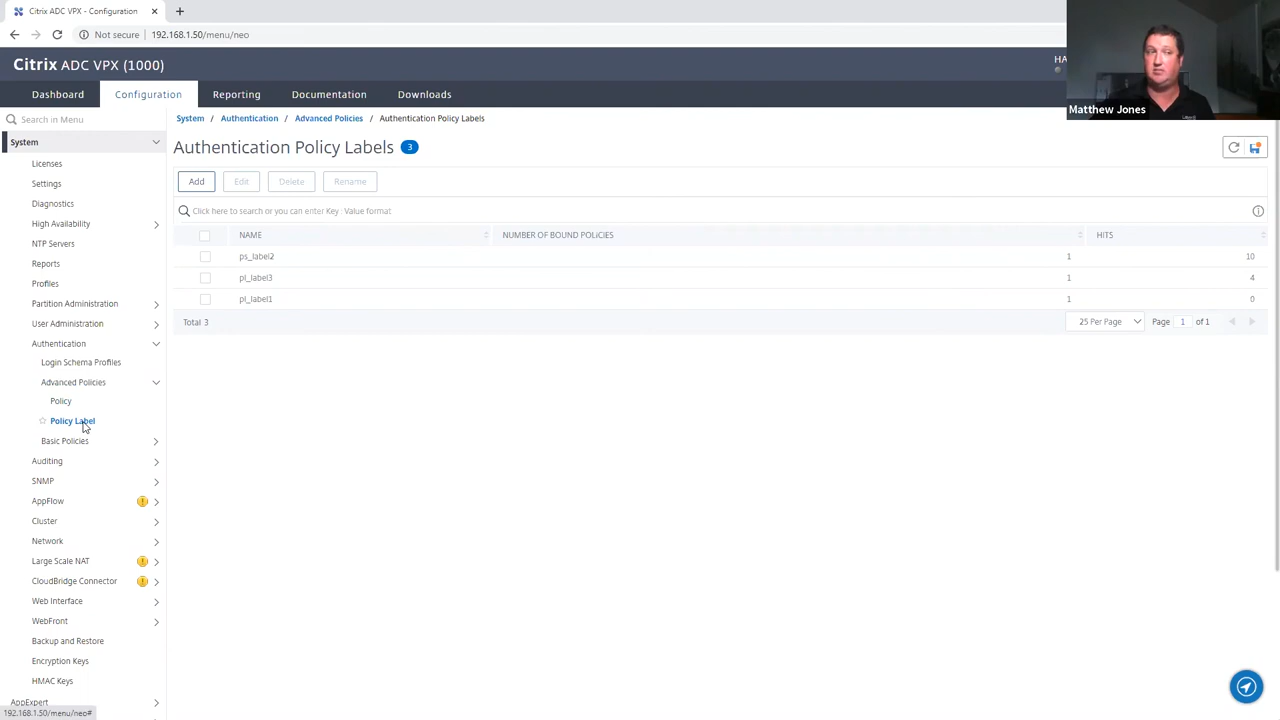 Citrix ADC VPX - Configuration
Not secure 192.168.1.50/menu/neo
Citrix ADC VPX (1000)
HA
Matthew Jones
Dashboard Configuration Reporting Documentation Downloads
Search in Menu
System / Authentication / Advanced Policies / Authentication Policy Labels
System
Authentication Policy Labels 3
Licenses
Settings
Add Edit Delete Rename
Diagnostics
Click here to search or you can enter Key : Value format
High Availability
NAME NUMBER OF BOUND POLICIES HITS
NTP Servers
ps_label2 1 10
Reports
pl_label3 1 4
Profiles
pl_label1 1 0
Partition Administration
User Administration
Total 3 25 Per Page Page 1 of 1
Authentication
Login Schema Profiles
Advanced Policies
Policy
Policy Label
Basic Policies
Auditing
SNMP
AppFlow
Cluster
Network
Large Scale NAT
CloudBridge Connector
Web Interface
WebFront
Backup and Restore
Encryption Keys
HMAC Keys
AppExpert
192.168.1.50/menu/neo#